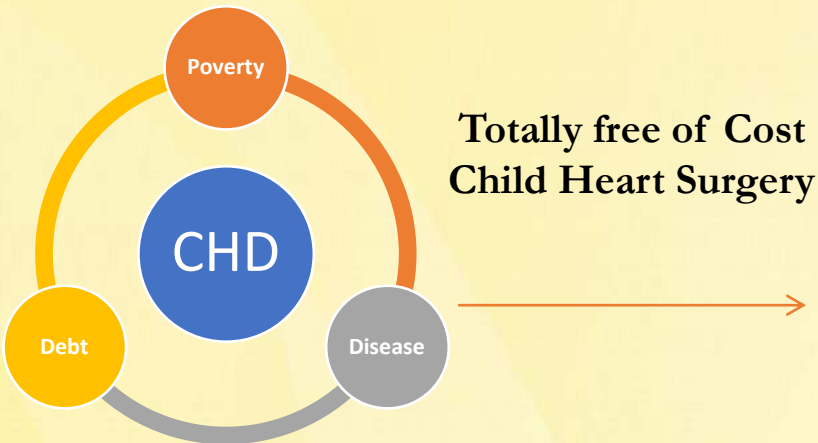 Poverty
Totally free of Cost
Child Heart Surgery
CHD
Debt
Disease